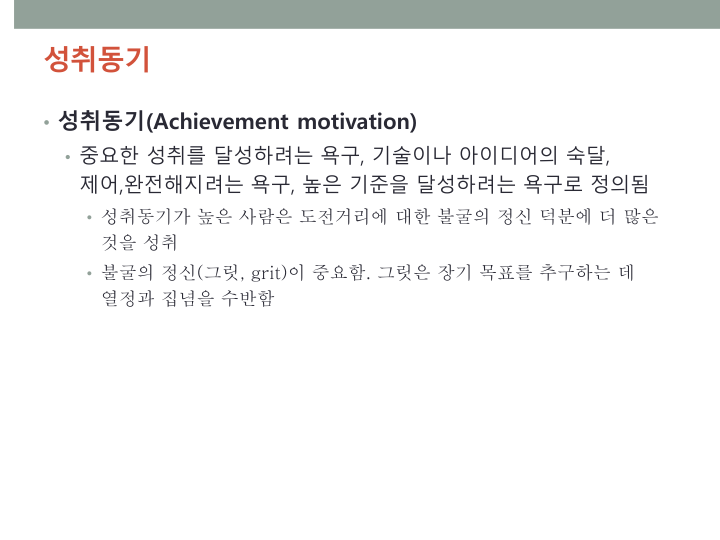 성취동기
• 성취동기(Achievement motivation)
• 중요한 성취를 달성하려는 욕구, 기술이나 아이디어의 숙달,
제어,완전해지려는 욕구, 높은 기준을 달성하려는 욕구로 정의됨
• 성취동기가 높은 사람은 도전거리에 대한 불굴의 정신 덕분에 더 많은
것을 성취
• 불굴의 정신(그릿, grit)이 중요함. 그릿은 장기 목표를 추구하는 데
열정과 집념을 수반함